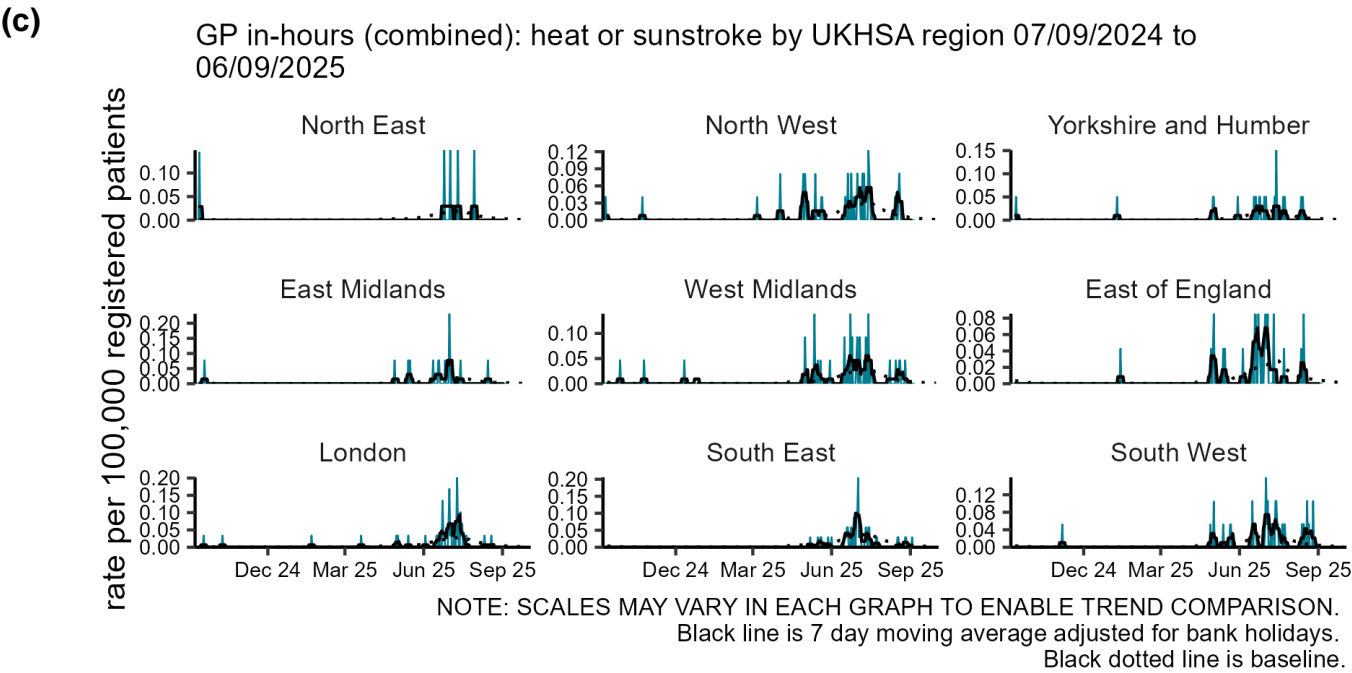 (c)
GP in-hours (combined): heat or sunstroke by UKHSA region 07/09/2024 to
06/09/2025
rate per 100,000 registered patients
North East
0.10
0.05
0.00
North West
0.12
0.09
0.06
0.03
0.00
Yorkshire and Humber
0.15
0.10
0.05
0.00
East Midlands
0.20
0.15
0.10
0.05
0.00
West Midlands
0.10
0.05
0.00
East of England
0.08
0.06
0.04
0.02
0.00
London
0.20
0.15
0.10
0.05
0.00
South East
0.20
0.15
0.10
0.05
0.00
South West
0.12
0.08
0.04
0.00
Dec 24 Mar 25 Jun 25 Sep 25
Dec 24 Mar 25 Jun 25 Sep 25
Dec 24 Mar 25 Jun 25 Sep 25
NOTE: SCALES MAY VARY IN EACH GRAPH TO ENABLE TREND COMPARISON.
Black line is 7 day moving average adjusted for bank holidays.
Black dotted line is baseline.